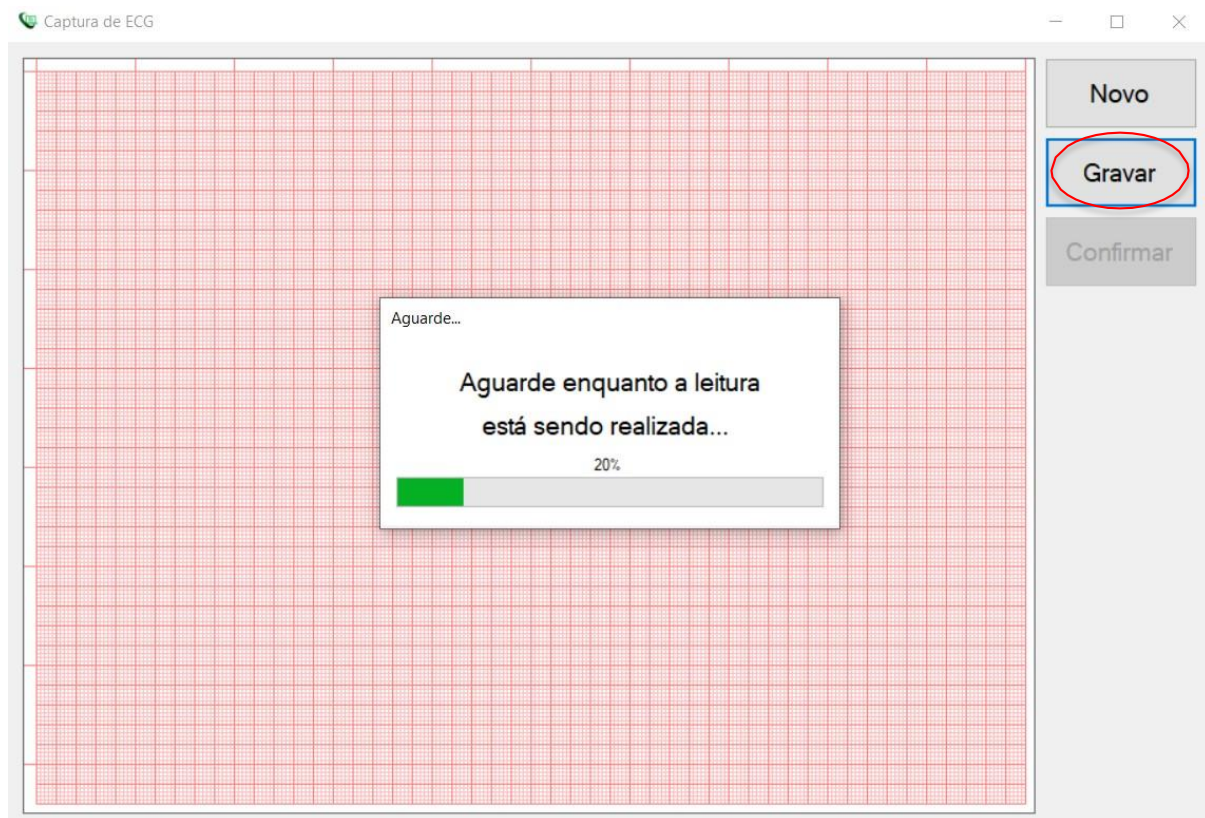 Captura de ECG
Novo
Gravar
Confirmar
Aguarde...
Aguarde enquanto a leitura
está sendo realizada...
20%